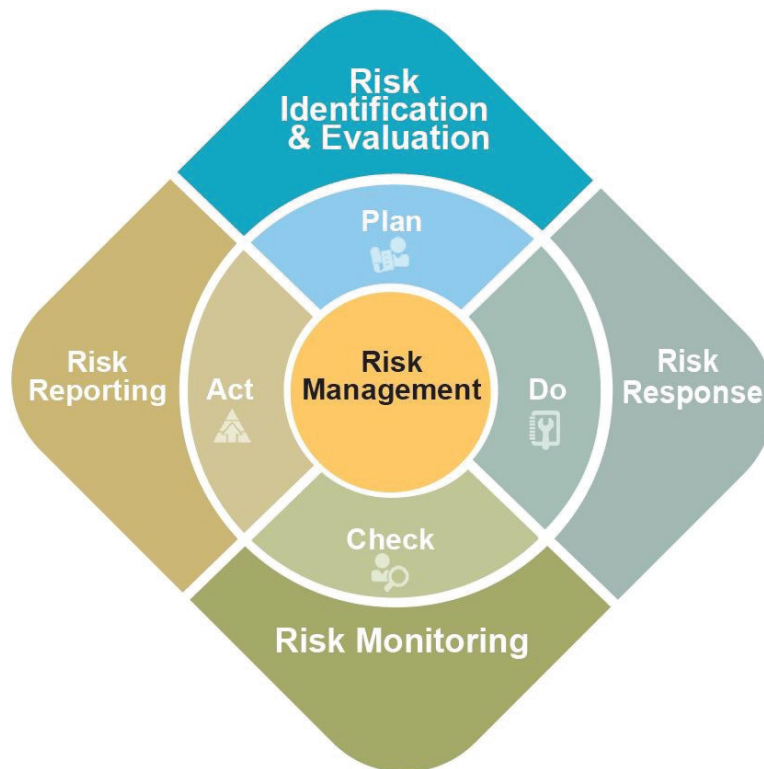 Risk
Identification
& Evaluation
Plan
Risk
Reporting
Act
Risk
Management
Do
Risk
Response
Check
Risk Monitoring